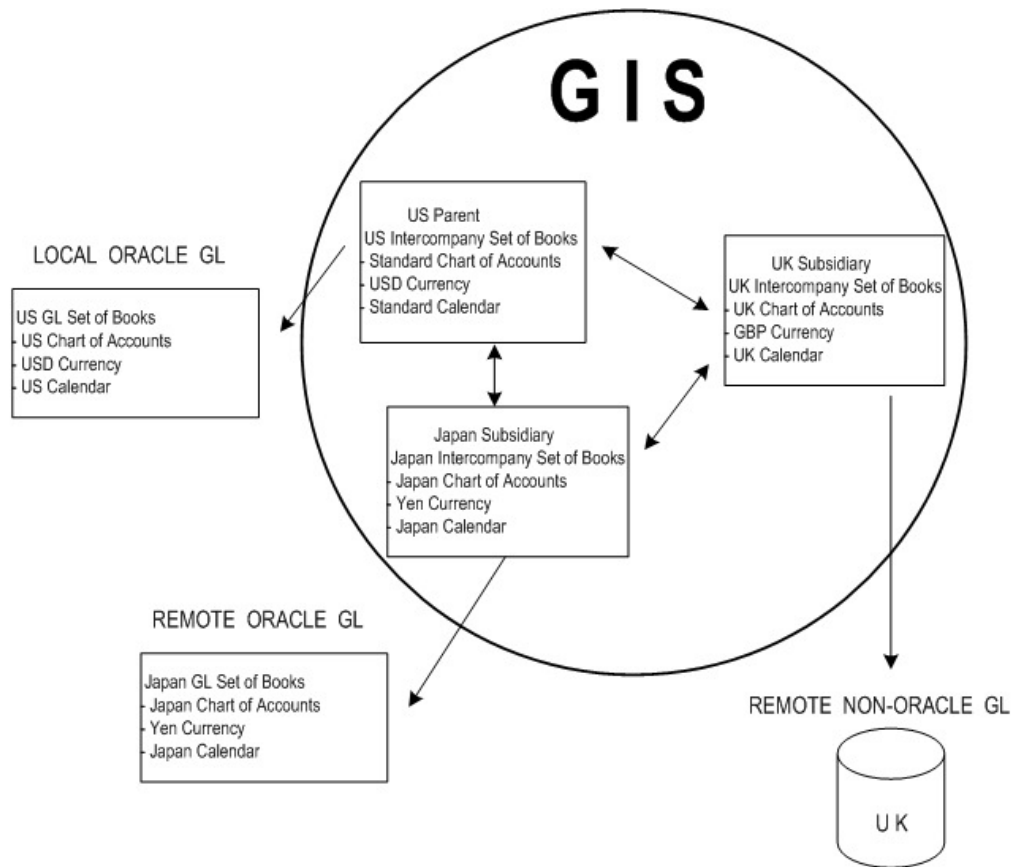 G I S
US Parent
US Intercompany Set of Books
- Standard Chart of Accounts
- USD Currency
- Standard Calendar
UK Subsidiary
UK Intercompany Set of Books
- UK Chart of Accounts
- GBP Currency
- UK Calendar
LOCAL ORACLE GL
US GL Set of Books
- US Chart of Accounts
- USD Currency
- US Calendar
Japan Subsidiary
Japan Intercompany Set of Books
- Japan Chart of Accounts
- Yen Currency
- Japan Calendar
REMOTE ORACLE GL
Japan GL Set of Books
- Japan Chart of Accounts
- Yen Currency
- Japan Calendar
REMOTE NON-ORACLE GL
U K